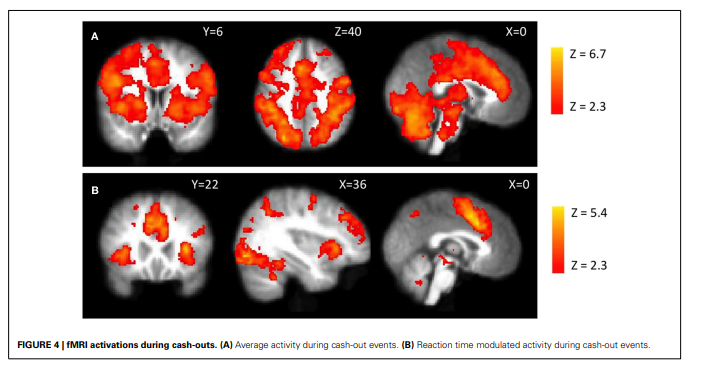 A
Y=6
Z=40
X=0
Z = 6.7
Z = 2.3
B
Y=22
X=36
X=0
Z = 5.4
Z = 2.3
FIGURE 4 | fMRI activations during cash-outs. (A) Average activity during cash-out events. (B) Reaction time modulated activity during cash-out events.